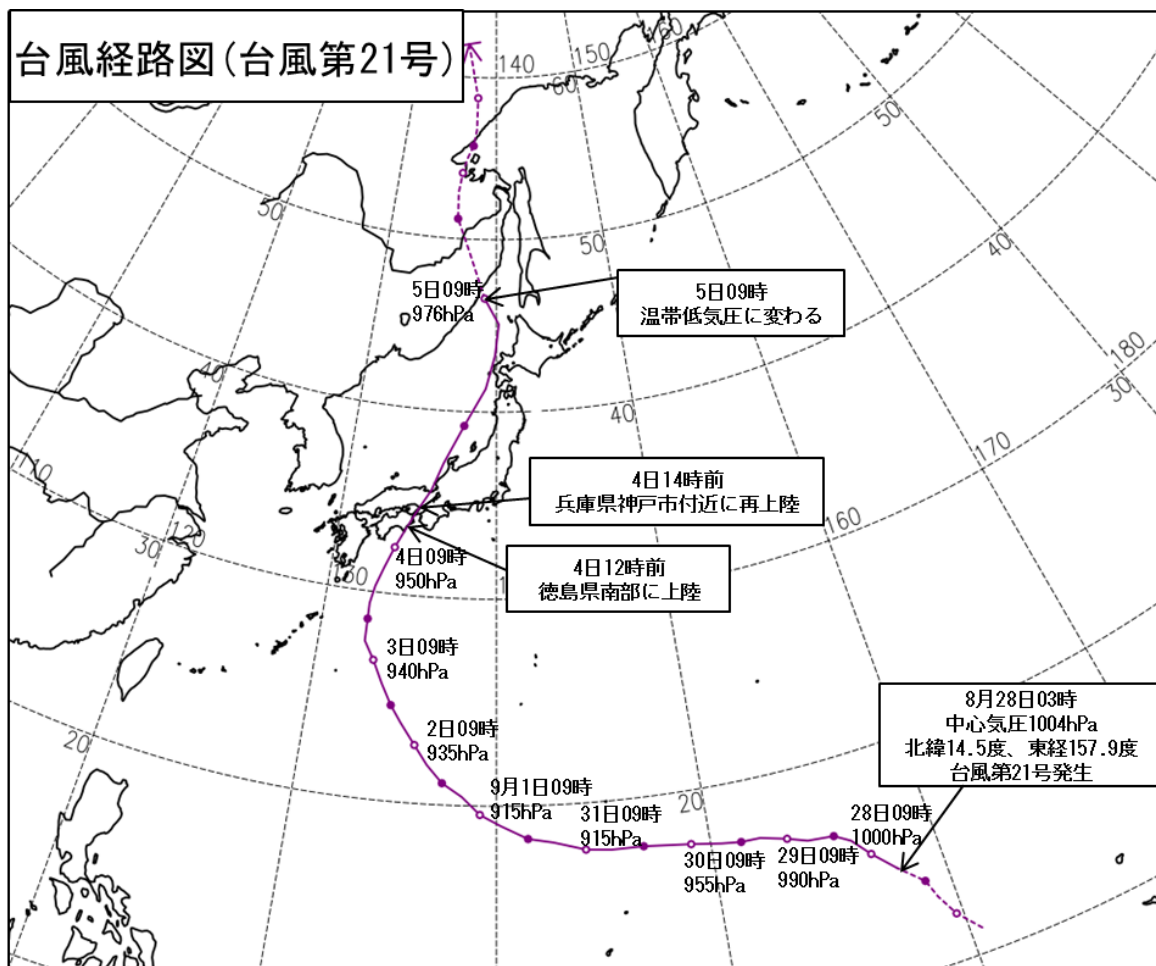 台風経路図(台風第21号)
140
150
160
60
50
50
50
40
180
30
40
40
170
110
120
30
160
30
1
20
20
5日09時
976hPa
5日09時
温帯低気圧に変わる
4日14時前
兵庫県神戸市付近に再上陸
4日09時
950hPa
4日12時前
徳島県南部に上陸
3日09時
940hPa
2日09時
935hPa
9月1日09時
915hPa
31日09時
915hPa
30日09時
955hPa
29日09時
990hPa
28日09時
1000hPa
8月28日03時
中心気圧1004hPa
北緯14.5度、東経157.9度
台風第21号発生